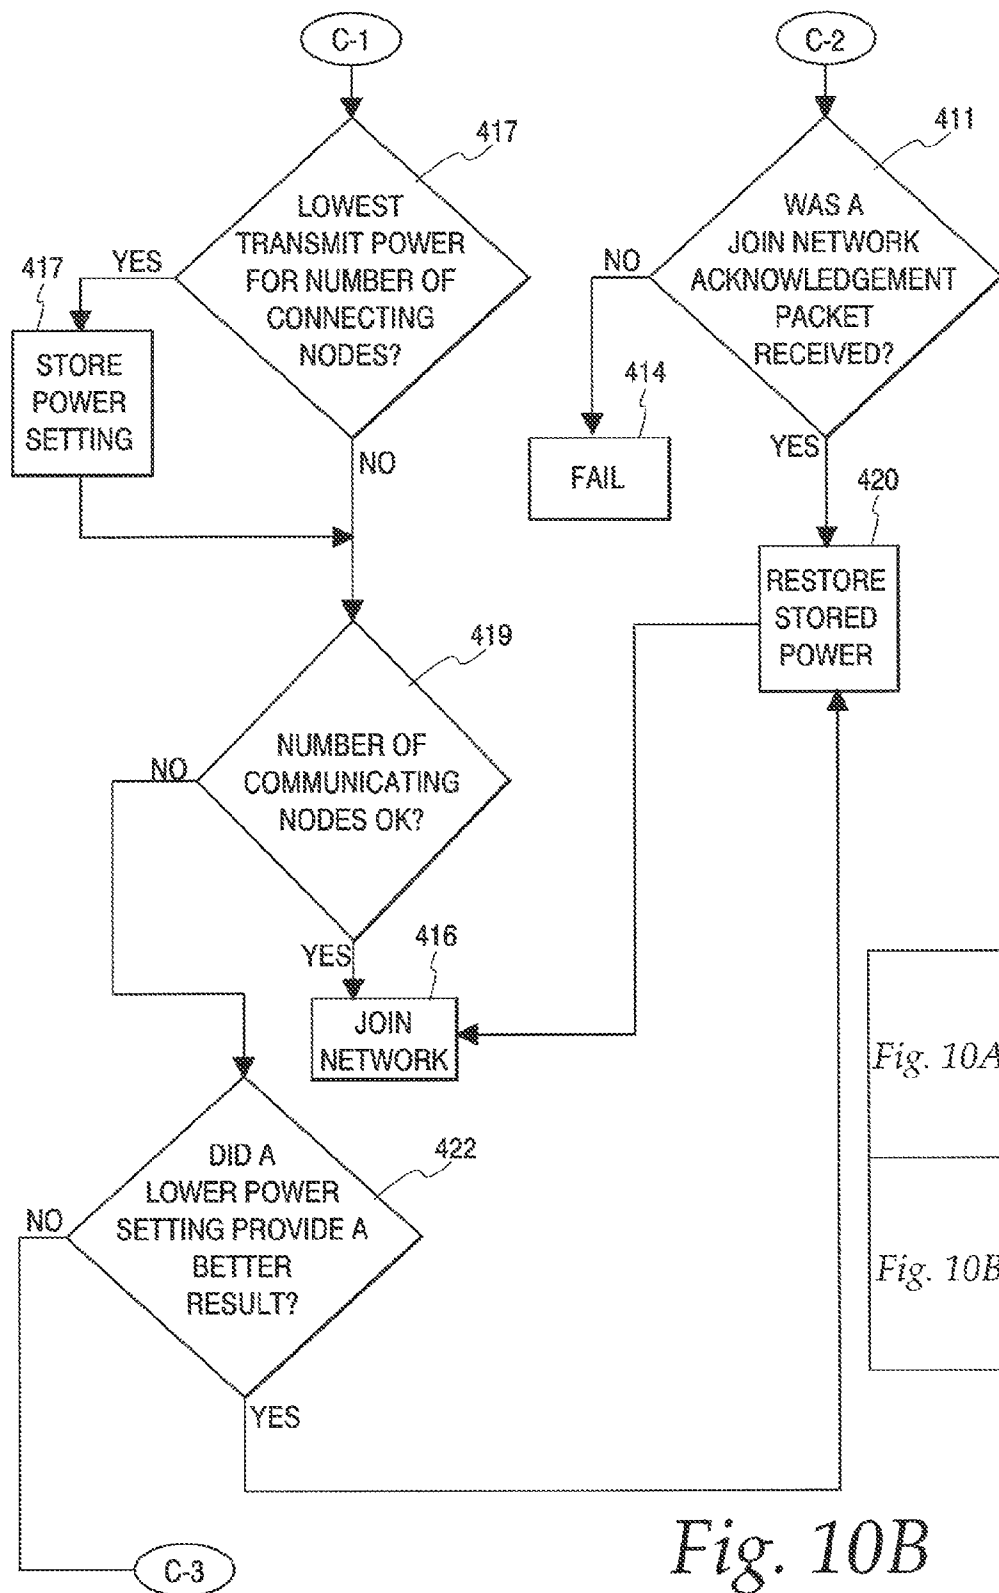 C-1
417
LOWEST
TRANSMIT POWER
FOR NUMBER OF
CONNECTING
NODES?
YES
417
STORE
POWER
SETTING
NO
C-2
411
WAS A
JOIN NETWORK
ACKNOWLEDGEMENT
PACKET
RECEIVED?
NO
414
FAIL
YES
420
RESTORE
STORED
POWER
419
NUMBER OF
COMMUNICATING
NODES OK?
NO
YES
416
JOIN
NETWORK
422
DID A
LOWER POWER
SETTING PROVIDE A
BETTER
RESULT?
NO
YES
C-3
Fig. 10A
Fig. 10B
Fig. 10B